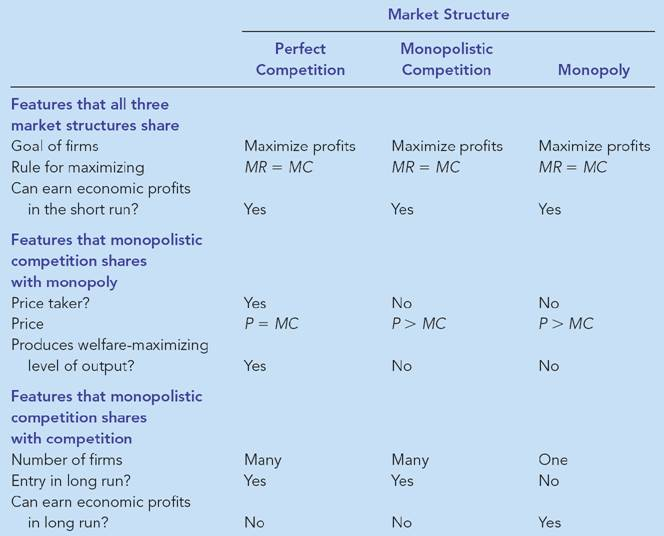 Market Structure
Perfect Competition Monopolistic Competition Monopoly
Features that all three
market structures share
Goal of firms Maximize profits Maximize profits Maximize profits
Rule for maximizing MR = MC MR = MC MR = MC
Can earn economic profits
in the short run? Yes Yes Yes
Features that monopolistic
competition shares
with monopoly
Price taker? Yes No No
Price P = MC P > MC P > MC
Produces welfare-maximizing
level of output? Yes No No
Features that monopolistic
competition shares
with competition
Number of firms Many Many One
Entry in long run? Yes Yes No
Can earn economic profits
in long run? No No Yes